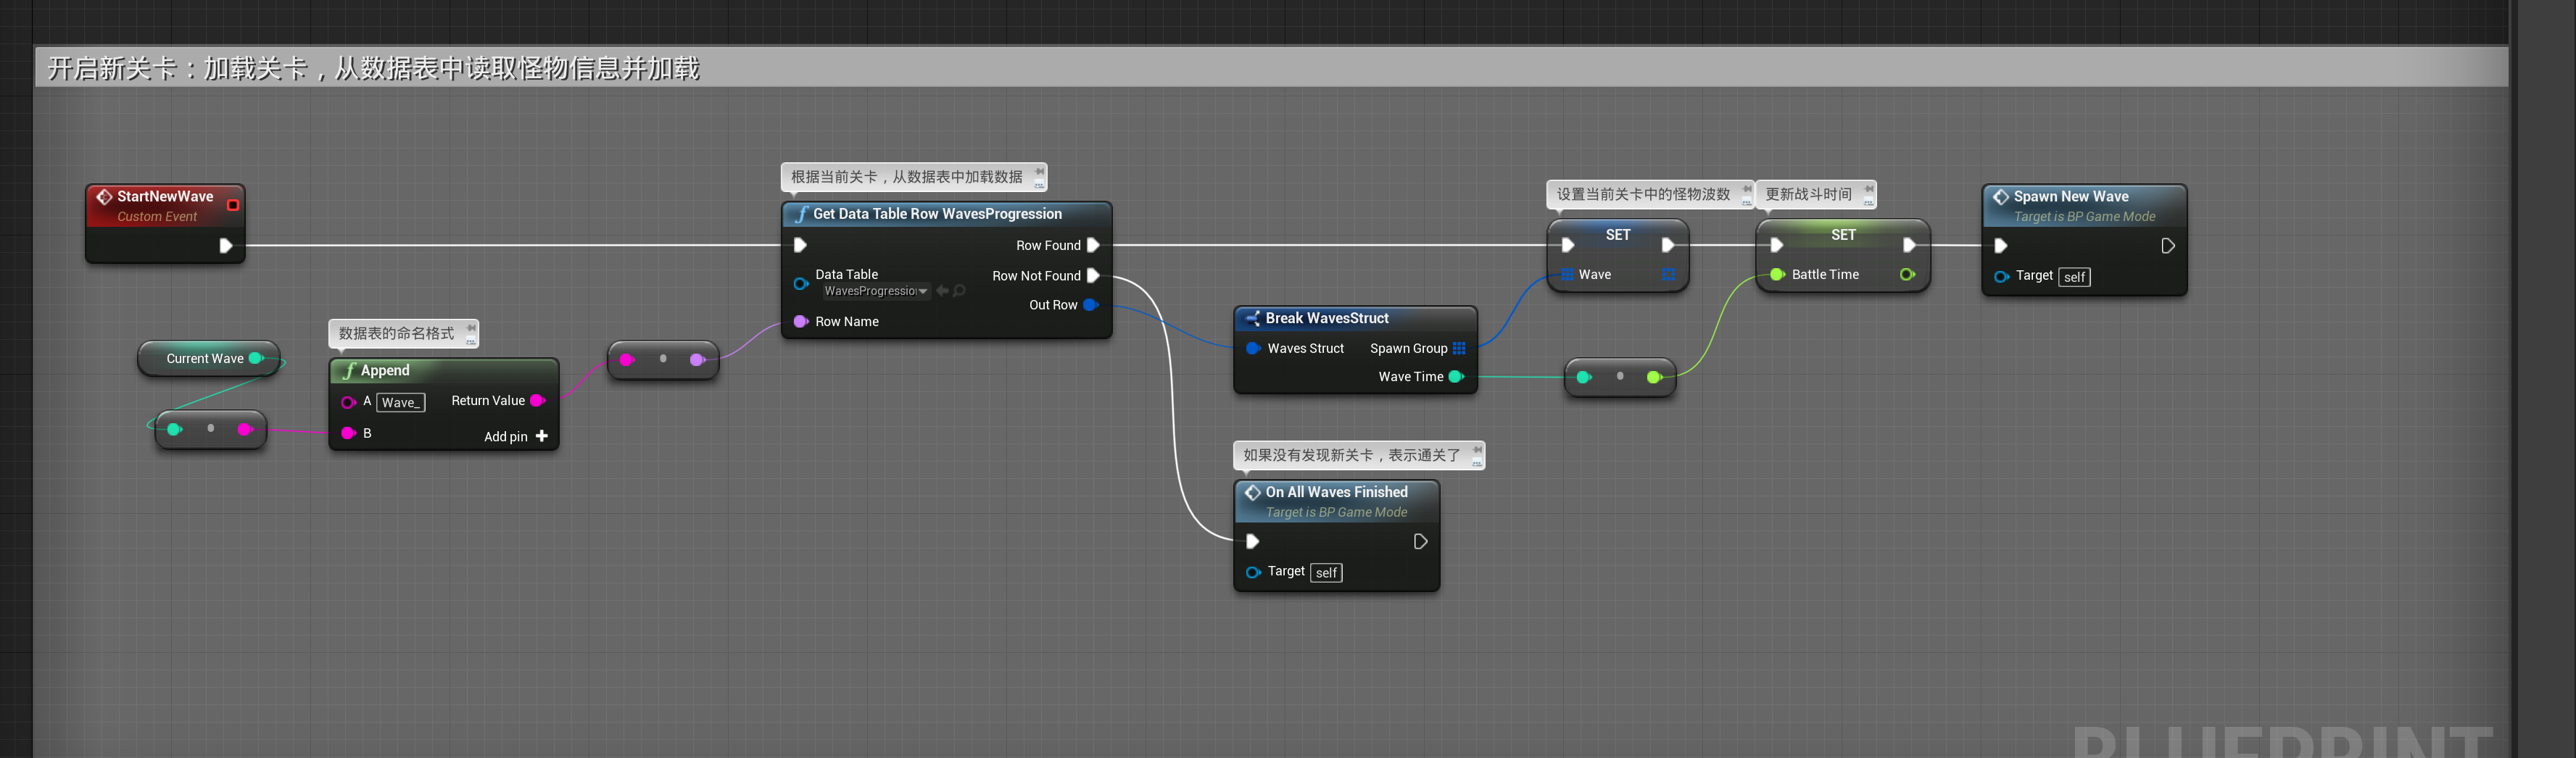 开启新关卡：加载关卡，从数据表中读取怪物信息并加载
StartNewWave
Custom Event
根据当前关卡，从数据表中加载数据
Get Data Table Row WavesProgression
Row Found
Data Table
WavesProgressio
Row Not Found
Out Row
Row Name
Current Wave
数据表的命名格式
Append
A Wave_
Return Value
B
Add pin
Break WavesStruct
Waves Struct
Spawn Group
Wave Time
设置当前关卡中的怪物波数
SET
Wave
更新战斗时间
SET
Battle Time
Spawn New Wave
Target is BP Game Mode
Target self
如果没有发现新关卡，表示通关了
On All Waves Finished
Target is BP Game Mode
Target self
BLUEPRINT